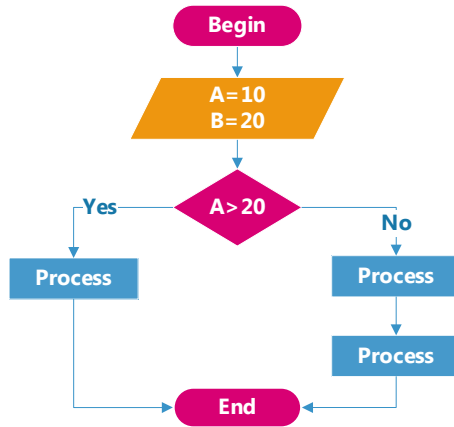 Begin
A=10
B=20
A>20
Yes
No
Process
Process
Process
End